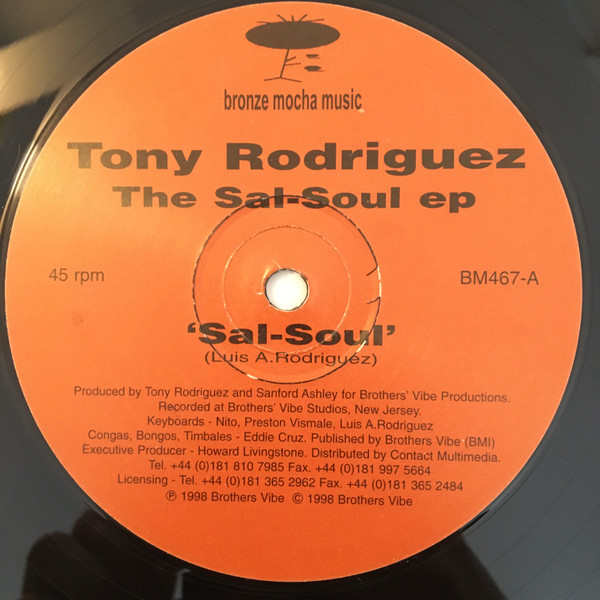 bronze mocha music
Tony Rodriguez
The Sal-Soul ep
45 rpm
BM467-A
‘Sal-Soul’
(Luis A.Rodriguez)
Produced by Tony Rodriguez and Sanford Ashley for Brothers' Vibe Productions.
Recorded at Brothers' Vibe Studios, New Jersey.
Keyboards - Nito, Preston Vismale, Luis A.Rodriguez
Congas, Bongos, Timbales - Eddie Cruz. Published by Brothers Vibe (BMI)
Executive Producer - Howard Livingstone. Distributed by Contact Multimedia.
Tel. +44 (0)181 810 7985 Fax. +44 (0)181 997 5664
Licensing - Tel. +44 (0)181 365 2962 Fax. +44 (0)181 365 2484
℗ 1998 Brothers Vibe © 1998 Brothers Vibe